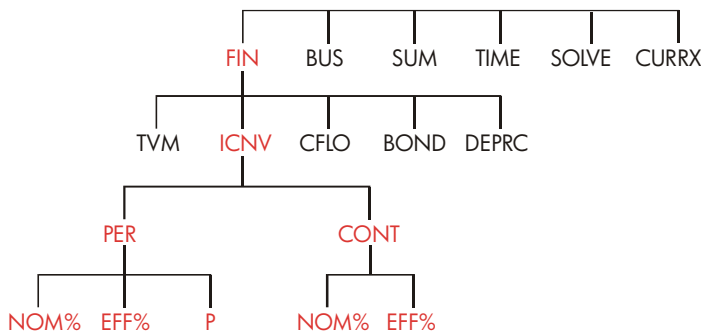 FIN BUS SUM TIME SOLVE CURRX
TVM ICNV CFLO BOND DEPRC
PER CONT
NOM% EFF% P NOM% EFF%